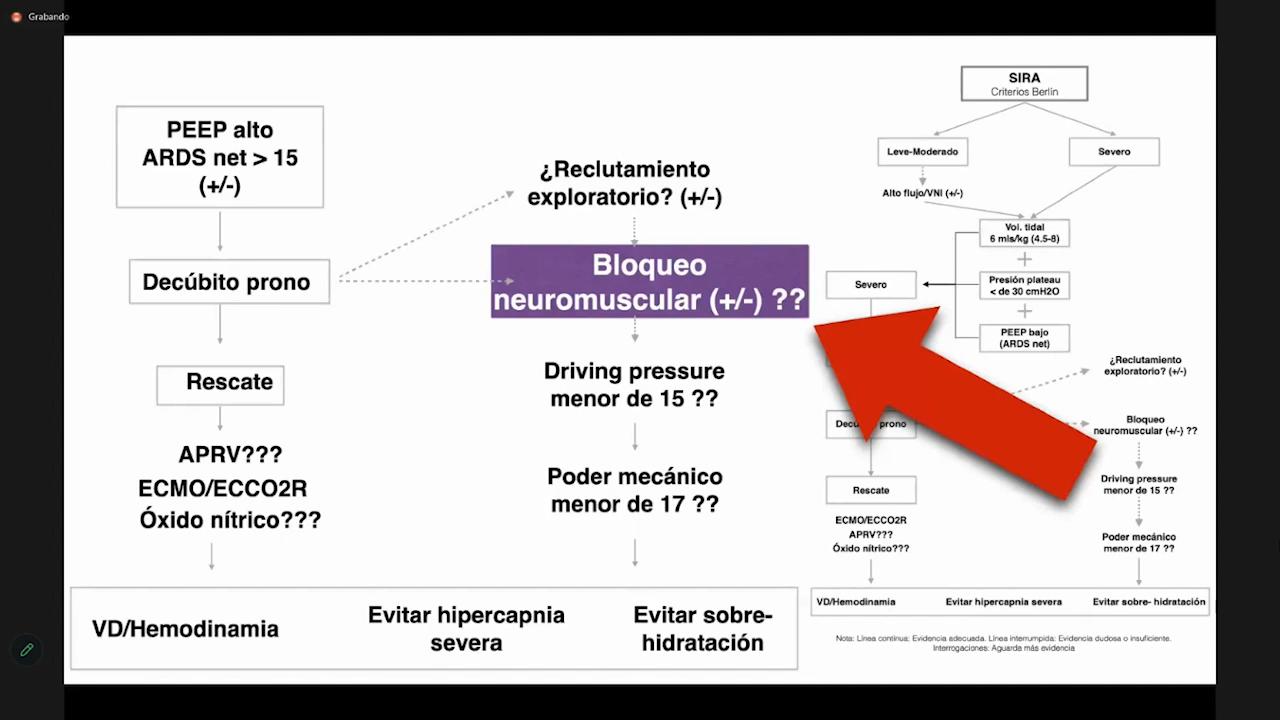 Grabando
PEEP alto
ARDS net > 15
(+/-)
Decúbito prono
Rescate
APRV???
ECMO/ECCO2R
Óxido nítrico???
¿Reclutamiento
exploratorio? (+/-)
Bloqueo
neuromuscular (+/-) ??
Driving pressure
menor de 15 ??
Poder mecánico
menor de 17 ??
VD/Hemodinamia
Evitar hipercapnia
severa
Evitar sobre-
hidratación
SIRA
Criterios Berlín
Leve-Moderado
Severo
Alto flujo/VNI (+/-)
Vol. tidal
6 mls/kg (4.5-8)
Presión plateau
< de 30 cmH2O
PEEP bajo
(ARDS net)
Severo
¿Reclutamiento
exploratorio? (+/-)
prono
Bloqueo
neuromuscular (+/-) ??
Rescate
Driving pressure
menor de 15 ??
ECMO/ECCO2R
APRV???
Óxido nítrico???
Poder mecánico
menor de 17 ??
VD/Hemodinamia
Evitar hipercapnia severa
Evitar sobre- hidratación
Nota: Línea contínua: Evidencia adecuada. Línea interrumpida: Evidencia dudosa o insuficiente.
Interrogaciones: Aguarda más evidencia